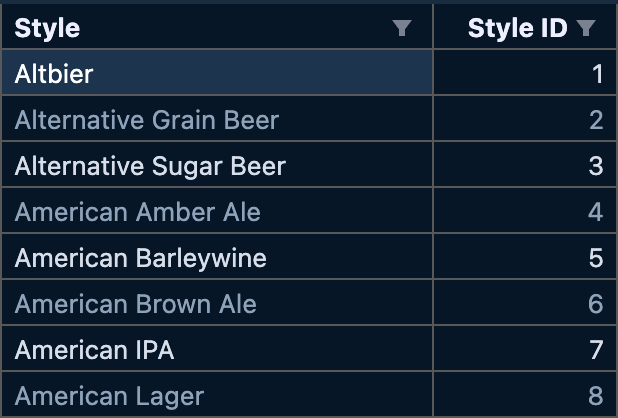 Style Style ID
Altbier 1
Alternative Grain Beer 2
Alternative Sugar Beer 3
American Amber Ale 4
American Barleywine 5
American Brown Ale 6
American IPA 7
American Lager 8